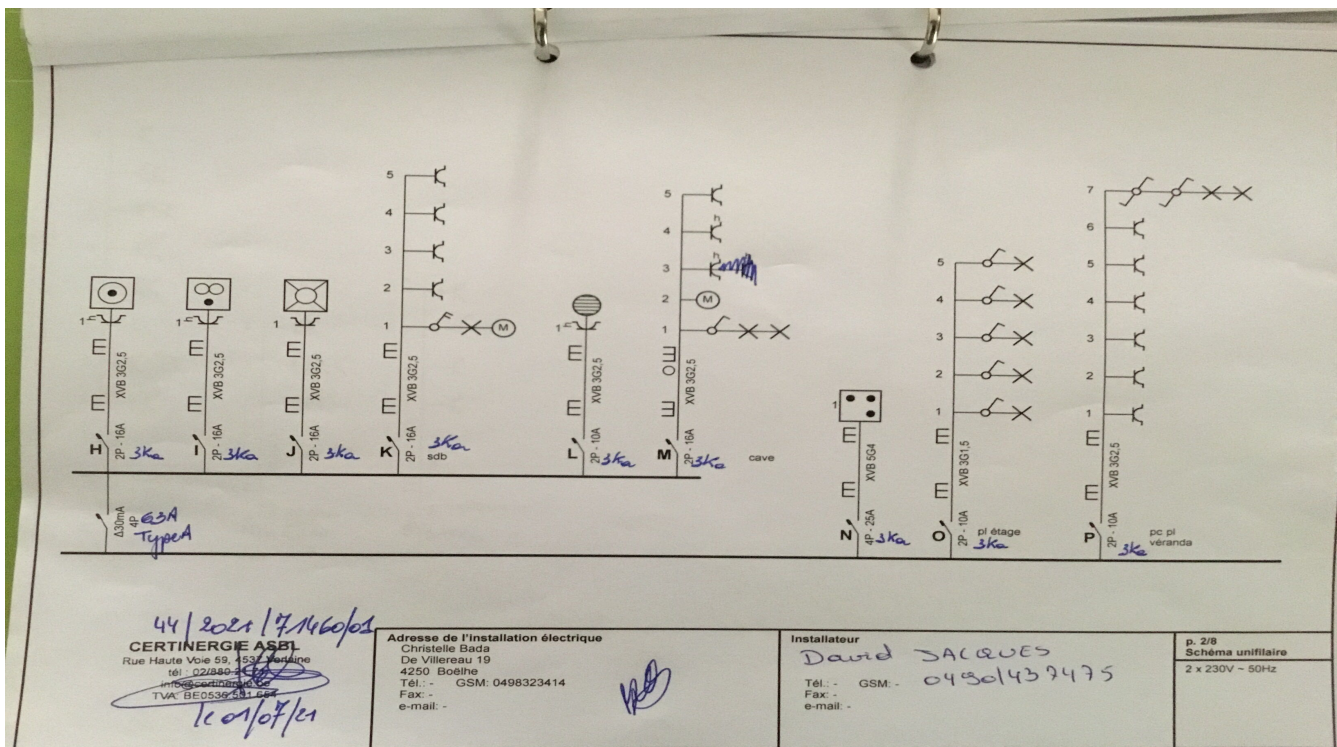 5
4
3
2
1
5
h
4
h
3
2 M
1
M
7
6
5
4
3
2
1
5
4
3
2
1
1
1
1
1
1
XVB 3G2,5
XVB 3G2,5
XVB 3G2,5
XVB 3G2,5
XVB 3G2,5
XVB 3G2,5
XVB 5G4
XVB 3G1,5
XVB 3G2,5
H 2P - 16A 3Ka
I 2P - 16A 3Ka
J 2P - 16A 3Ka
K 2P - 16A 3Ka
sdb
L 2P - 10A 3Ka
M 2P - 16A 3Ka
cave
N 4P - 25A 3Ka
O 2P - 10A pl étage
3Ka
P 2P - 10A pc pl
véranda
3Ka
Δ30mA
4P
63A
TypeA
44/2021/71460/01
CERTINERGIE ASBL
Rue Haute Voie 59, 4537 Verlaine
tél : 02/880
info@certinergie.be
TVA: BE0536
le 01/07/21
Adresse de l'installation électrique
Christelle Bada
De Villereau 19
4250 Boëlhe
Tél.: - GSM: 0498323414
Fax: -
e-mail: -
Installateur
David JACQUES
Tél.: - GSM: - 0490/437475
Fax: -
e-mail: -
p. 2/8
Schéma unifilaire
2 x 230V ~ 50Hz